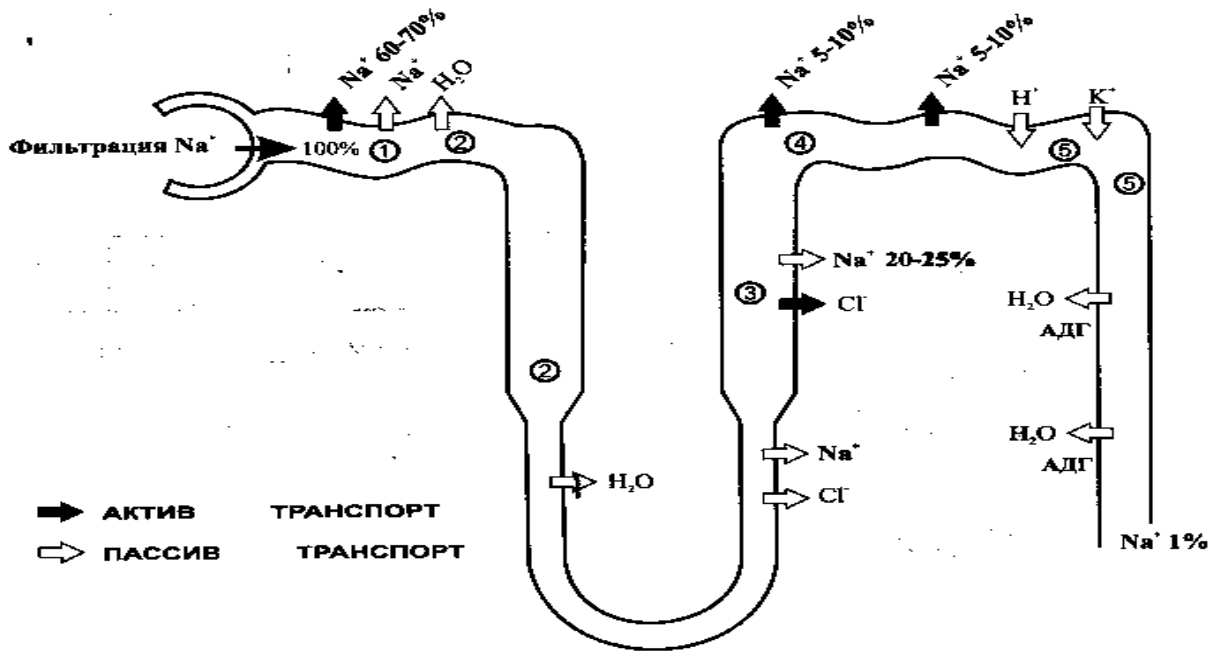 Na⁺ 60-70%
Na⁺
H₂O
Na⁺ 5-10%
Na⁺ 5-10%
H⁺
K⁺
Фильтрация Na⁺
100%
①
②
④
⑤
⑤
Na⁺ 20-25%
③
Cl⁻
H₂O
АДГ
②
H₂O
АДГ
Na⁺
H₂O
Cl⁻
АКТИВ ТРАНСПОРТ
ПАССИВ ТРАНСПОРТ
Na⁺ 1%